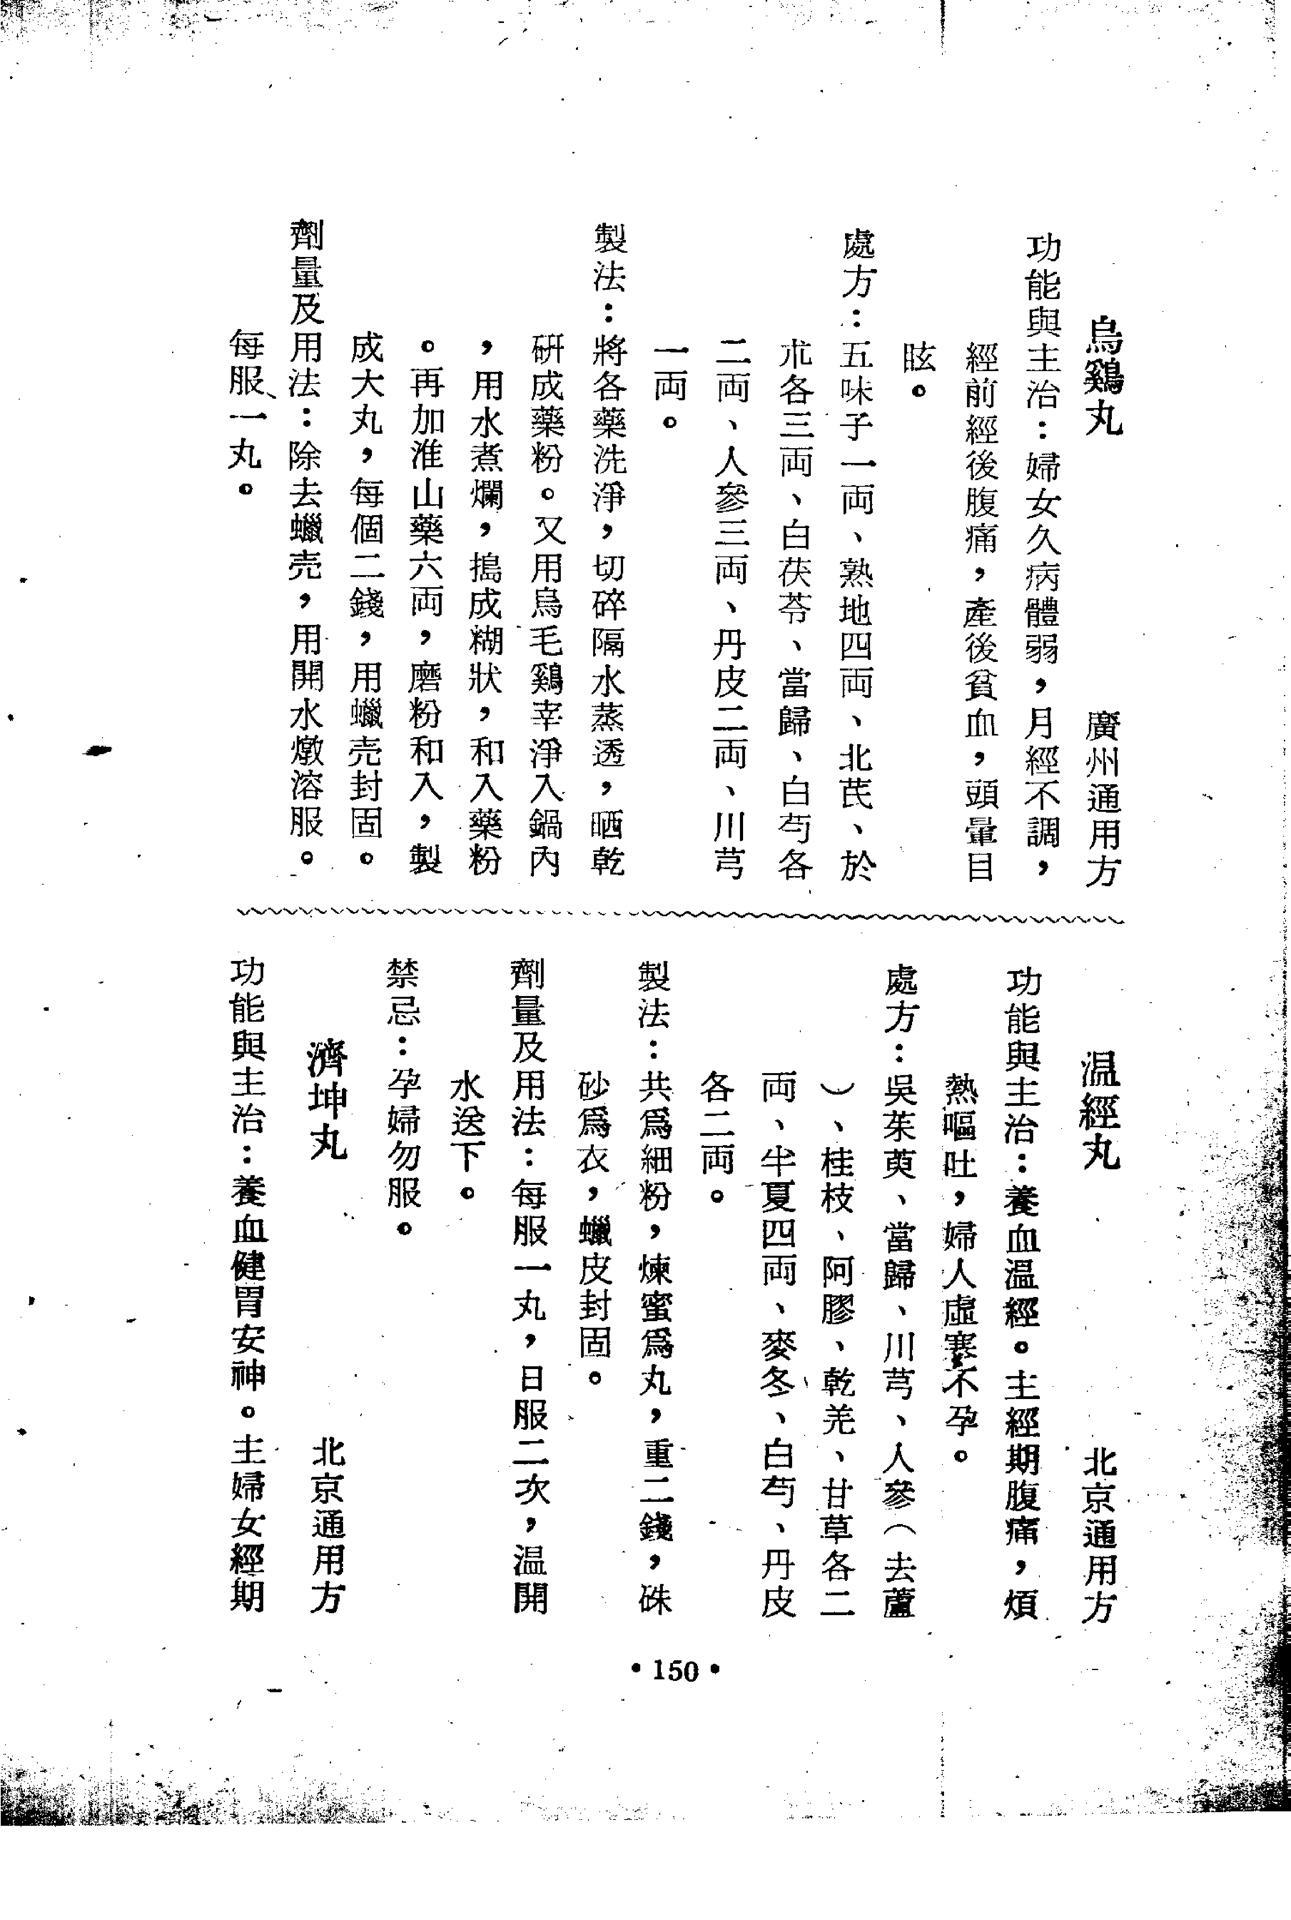 烏鷄丸　廣州通用方
功能與主治：婦女久病體弱，月經不調，
經前經後腹痛，產後貧血，頭暈目
眩。
處方：五味子一両、熟地四両、北芪、於
朮各三両、白茯苓、當歸、白芍各
二両、人參三両、丹皮二両、川芎
一両。
製法：將各藥洗淨，切碎隔水蒸透，晒乾
研成藥粉。又用烏毛鷄宰淨入鍋內
，用水煮爛，搗成糊狀，和入藥粉
。再加淮山藥六両，磨粉和入，製
成大丸，每個二錢，用蠟壳封固。
劑量及用法：除去蠟壳，用開水燉溶服。
每服一丸。
温經丸　北京通用方
功能與主治：養血温經。主經期腹痛，煩
熱嘔吐，婦人虛寒不孕。
處方：吳茱萸、當歸、川芎、人參（去蘆
）、桂枝、阿膠、乾羌、甘草各二
両、半夏四両、麥冬、白芍、丹皮
各二両。
製法：共爲細粉，煉蜜爲丸，重二錢，硃
砂爲衣，蠟皮封固。
劑量及用法：每服一丸，日服二次，温開
水送下。
禁忌：孕婦勿服。
濟坤丸　北京通用方
功能與主治：養血健胃安神。主婦女經期
•150•